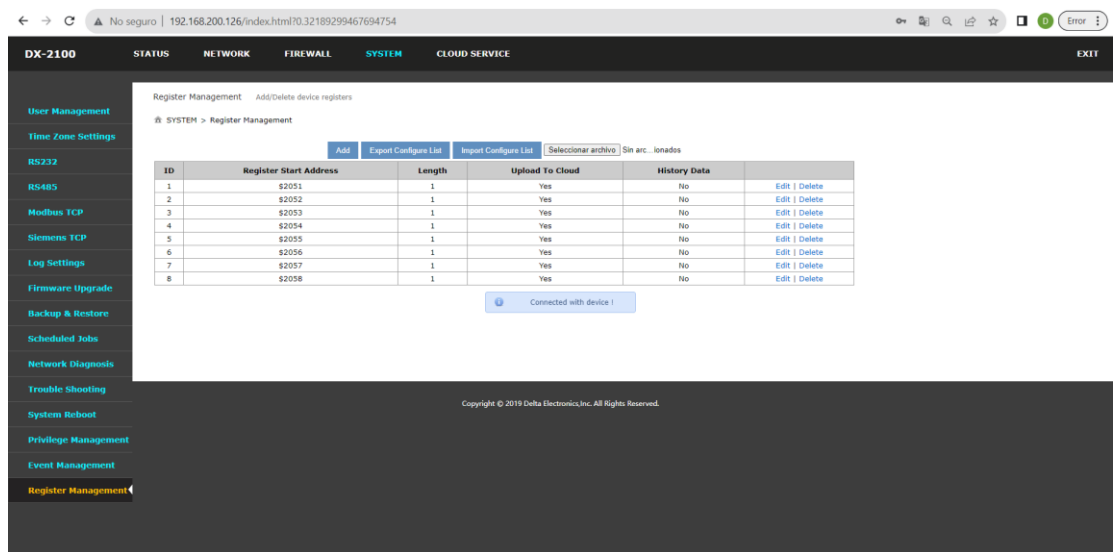 No seguro | 192.168.200.126/index.html?0.32189299467694754 D Error
DX-2100 STATUS NETWORK FIREWALL SYSTEM CLOUD SERVICE EXIT
User Management
Time Zone Settings
RS232
RS485
Modbus TCP
Siemens TCP
Log Settings
Firmware Upgrade
Backup & Restore
Scheduled Jobs
Network Diagnosis
Trouble Shooting
System Reboot
Privilege Management
Event Management
Register Management
Register Management Add/Delete device registers
SYSTEM > Register Management
Add Export Configure List Import Configure List Seleccionar archivo Sin arc...ionados
ID Register Start Address Length Upload To Cloud History Data
1 $2051 1 Yes No Edit | Delete
2 $2052 1 Yes No Edit | Delete
3 $2053 1 Yes No Edit | Delete
4 $2054 1 Yes No Edit | Delete
5 $2055 1 Yes No Edit | Delete
6 $2056 1 Yes No Edit | Delete
7 $2057 1 Yes No Edit | Delete
8 $2058 1 Yes No Edit | Delete
Connected with device !
Copyright © 2019 Delta Electronics,Inc. All Rights Reserved.